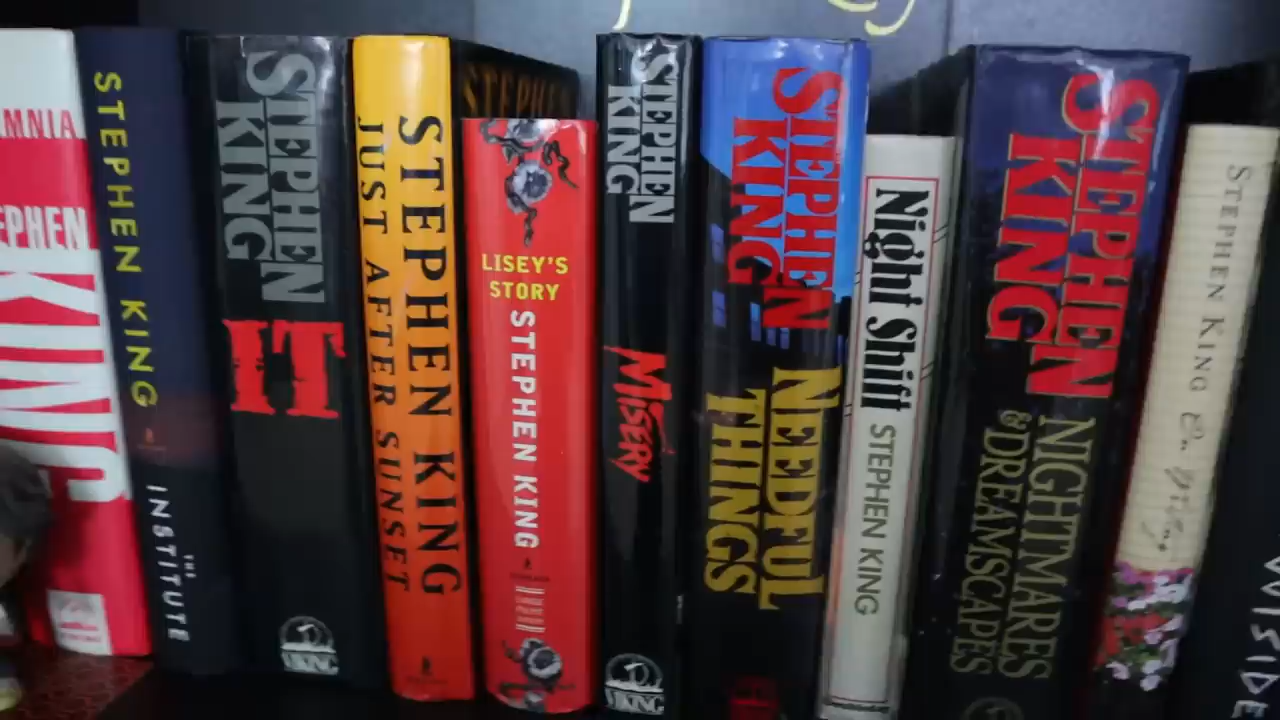 MNIA
EPHEN
KING
STEPHEN KING
THE
INSTITUTE
STEPHEN
KING
IT
VIKING
STEPHEN KING
JUST AFTER SUNSET
STEPHEN
LISEY'S
STORY
STEPHEN KING
STEPHEN
KING
MISERY
VIKING
STEPHEN
KING
NEEDFUL
THINGS
Night Shift
STEPHEN KING
STEPHEN
KING
NIGHTMARES
& DREAMSCAPES
STEPHEN KING